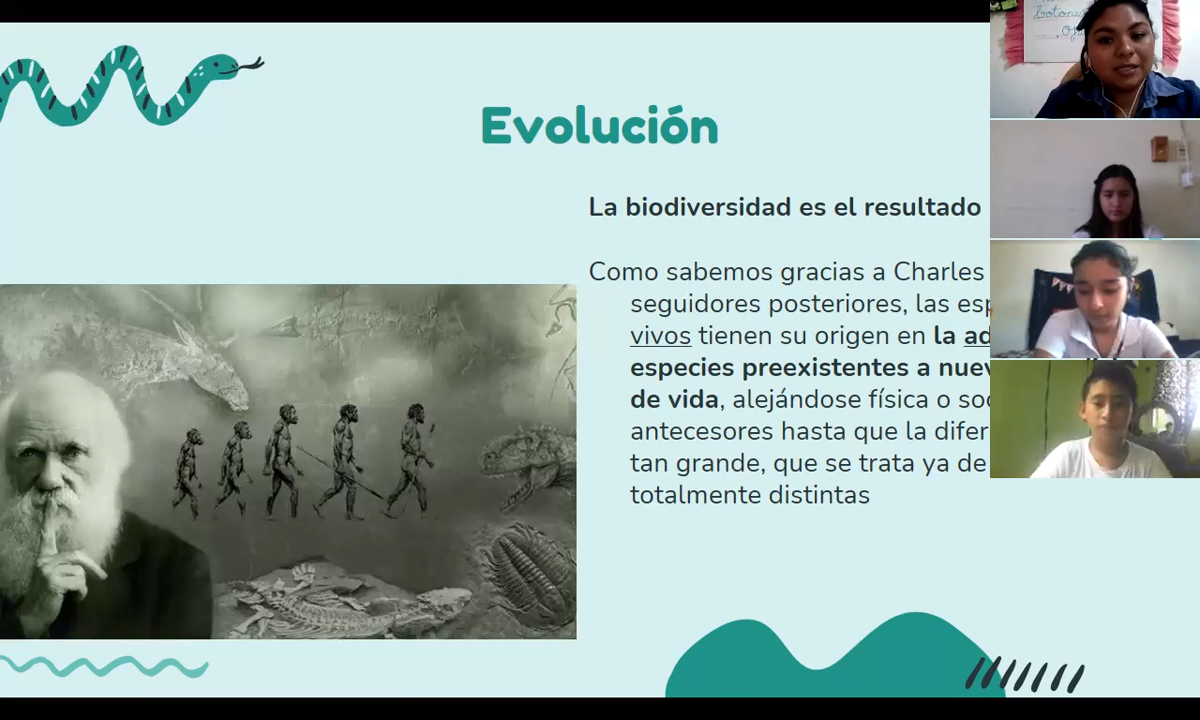 Evolución
La biodiversidad es el resultado
Como sabemos gracias a Charles
seguidores posteriores, las esp
vivos tienen su origen en la ad
especies preexistentes a nuev
de vida, alejándose física o soc
antecesores hasta que la difer
tan grande, que se trata ya de
totalmente distintas